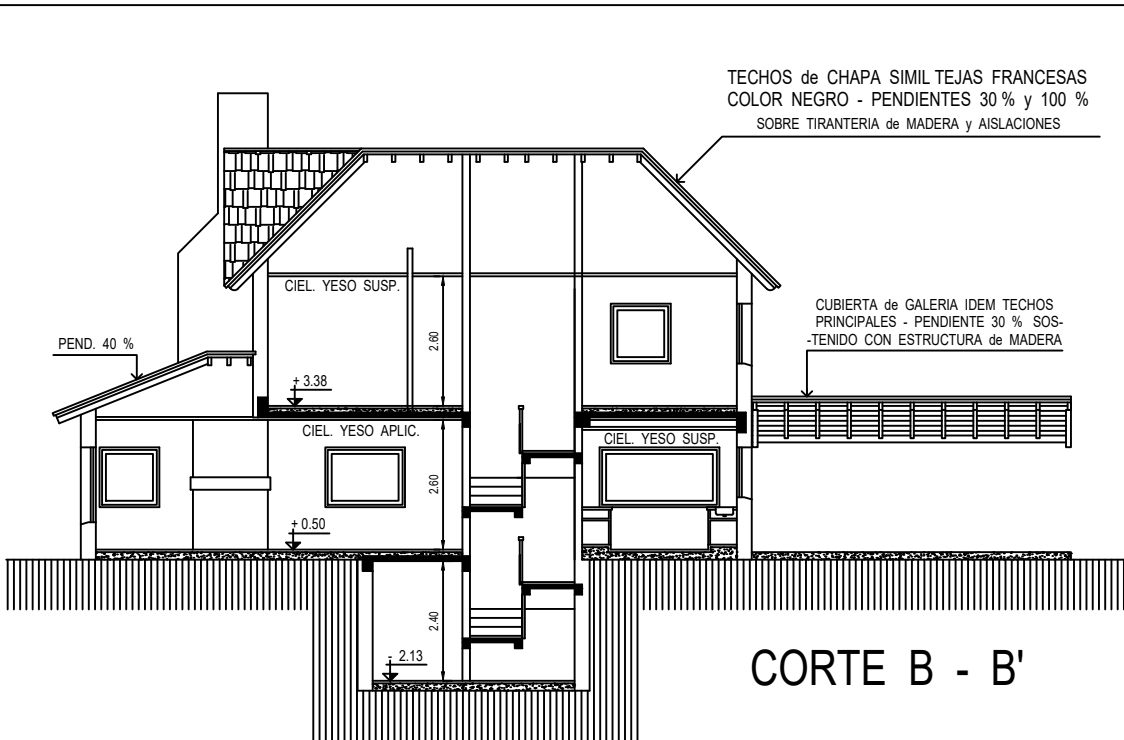 TECHOS de CHAPA SIMIL TEJAS FRANCESAS
COLOR NEGRO - PENDIENTES 30 % y 100 %
SOBRE TIRANTERIA de MADERA y AISLACIONES
CIEL. YESO SUSP.
2.60
CUBIERTA de GALERIA IDEM TECHOS
PRINCIPALES - PENDIENTE 30 % SOS-
-TENIDO CON ESTRUCTURA de MADERA
PEND. 40 %
+ 3.38
CIEL. YESO APLIC.
CIEL. YESO SUSP.
2.60
+ 0.50
2.40
- 2.13
CORTE B - B'